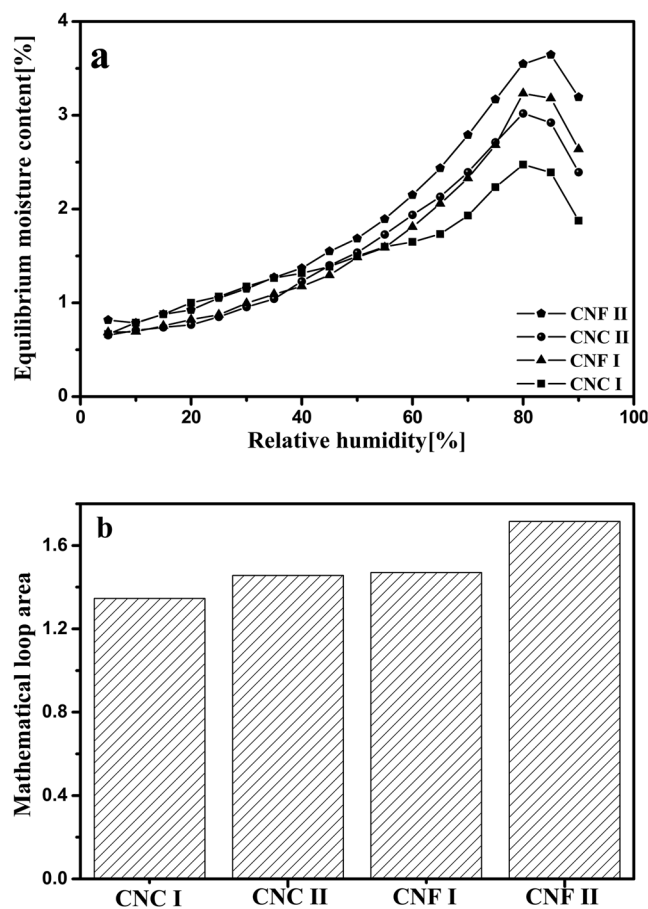 a
Equilibrium moisture content[%]
4
3
2
1
0
0 20 40 60 80 100
Relative humidity[%]
CNF II
CNC II
CNF I
CNC I
b
Mathematical loop area
1.6
1.2
0.8
0.4
0.0
CNC I CNC II CNF I CNF II